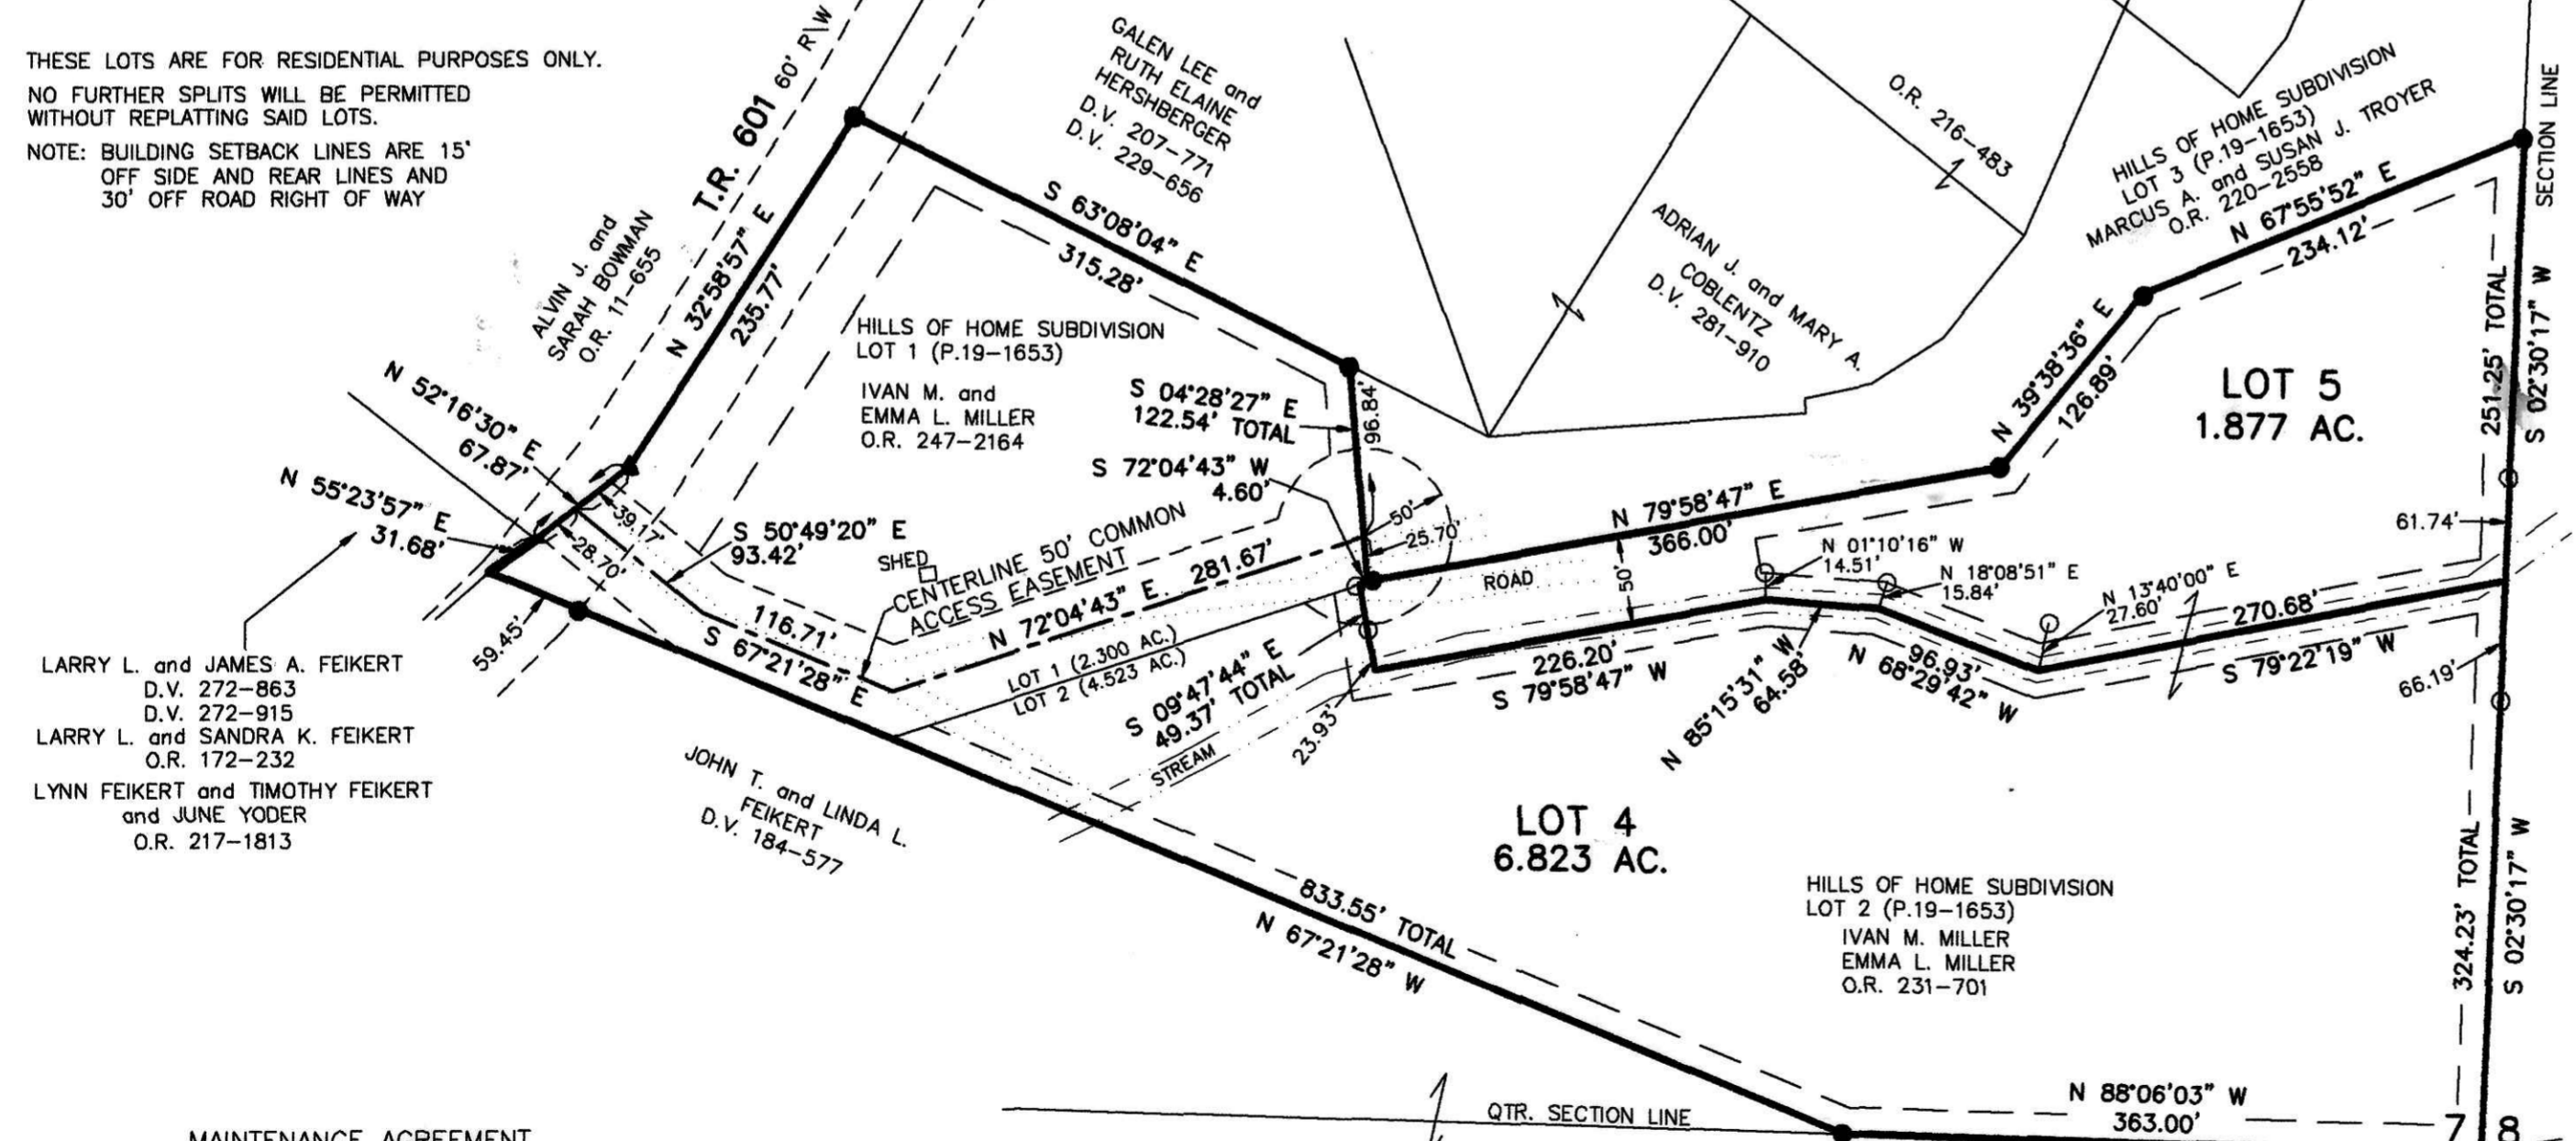 THESE LOTS ARE FOR RESIDENTIAL PURPOSES ONLY.
NO FURTHER SPLITS WILL BE PERMITTED
WITHOUT REPLATTING SAID LOTS.
NOTE: BUILDING SETBACK LINES ARE 15'
OFF SIDE AND REAR LINES AND
30' OFF ROAD RIGHT OF WAY
T.R. 601 60' R\W
ALVIN J. and
SARAH BOWMAN
O.R. 11-655
N 32°58'57" E
235.77'
GALEN LEE and
RUTH ELAINE
HERSHBERGER
D.V. 207-771
D.V. 229-656
S 63°08'04" E
315.28'
HILLS OF HOME SUBDIVISION
LOT 1 (P.19-1653)
IVAN M. and
EMMA L. MILLER
O.R. 247-2164
S 04°28'27" E
122.54' TOTAL
96.84'
S 72°04'43" W
4.60'
50'
25.70'
O.R. 216-483
ADRIAN J. and MARY A.
COBLENTZ
D.V. 281-910
HILLS OF HOME SUBDIVISION
LOT 3 (P.19-1653)
MARCUS A. and SUSAN J. TROYER
O.R. 220-2558
N 67°55'52" E
234.12'
SECTION LINE
251.25' TOTAL
S 02°30'17" W
N 39°38'36" E
126.89'
LOT 5
1.877 AC.
61.74'
N 79°58'47" E
366.00'
ROAD
50'
N 01°10'16" W
14.51'
N 18°08'51" E
15.84'
N 13°40'00" E
27.60'
270.68'
S 79°22'19" W
66.19'
N 52°16'30" E
67.87'
N 55°23'57" E
31.68'
39.17'
28.70'
S 50°49'20" E
93.42'
SHED
CENTERLINE 50' COMMON
ACCESS EASEMENT
N 72°04'43" E 281.67'
116.71'
S 67°21'28" E
LOT 1 (2.300 AC.)
LOT 2 (4.523 AC.)
59.45'
S 09°47'44" E
49.37' TOTAL
STREAM
23.93'
226.20'
S 79°58'47" W
N 85°15'31" W
64.58'
96.93'
N 68°29'42" W
LARRY L. and JAMES A. FEIKERT
D.V. 272-863
D.V. 272-915
LARRY L. and SANDRA K. FEIKERT
O.R. 172-232
LYNN FEIKERT and TIMOTHY FEIKERT
and JUNE YODER
O.R. 217-1813
JOHN T. and LINDA L.
FEIKERT
D.V. 184-577
LOT 4
6.823 AC.
833.55' TOTAL
N 67°21'28" W
HILLS OF HOME SUBDIVISION
LOT 2 (P.19-1653)
IVAN M. MILLER
EMMA L. MILLER
O.R. 231-701
324.23' TOTAL
S 02°30'17" W
QTR. SECTION LINE
N 88°06'03" W
363.00'
7 8
MAINTENANCE AGREEMENT